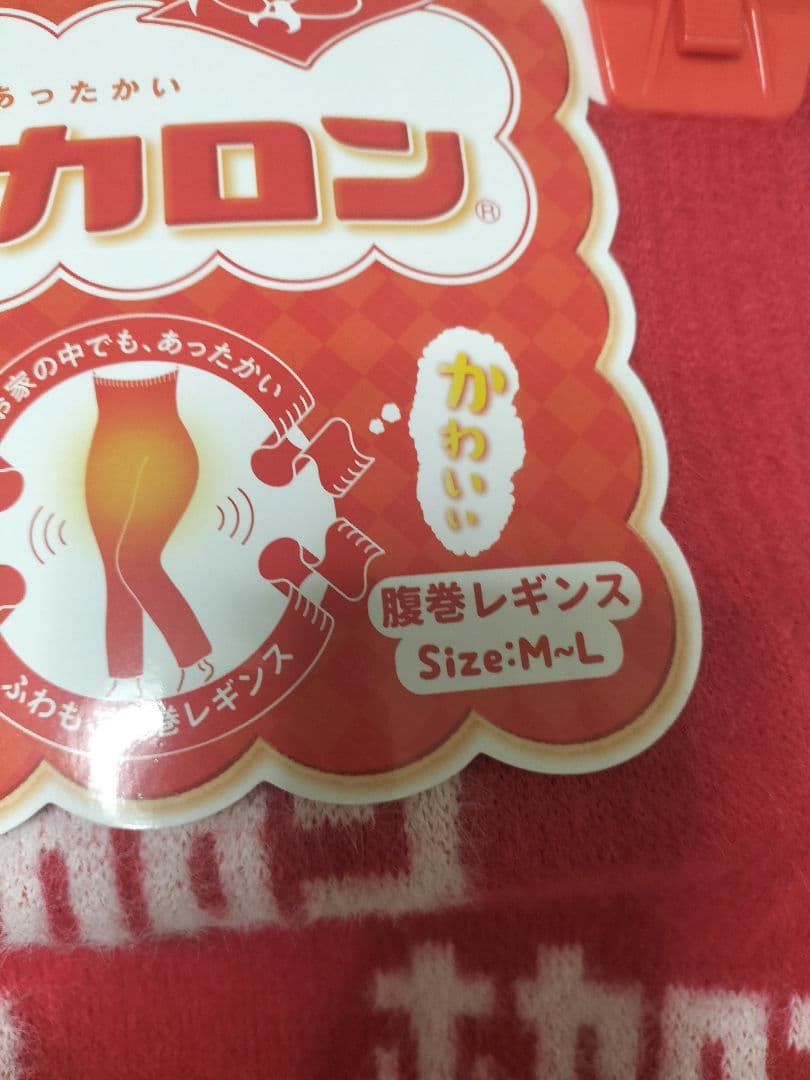 あったかい
カロン®
お家の中でも、あったかい
かわいい
腹巻レギンス
Size:M~L
ふわも 巻レギンス
カロン
ホカロン